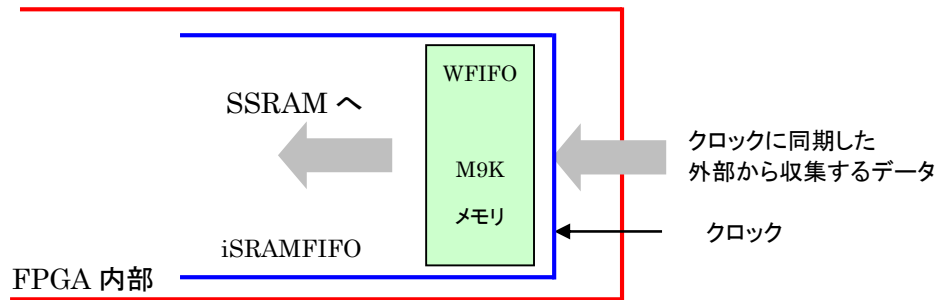 WFIFO
SSRAM へ
クロックに同期した
外部から収集するデータ
M9K
メモリ
クロック
iSRAMFIFO
FPGA 内部